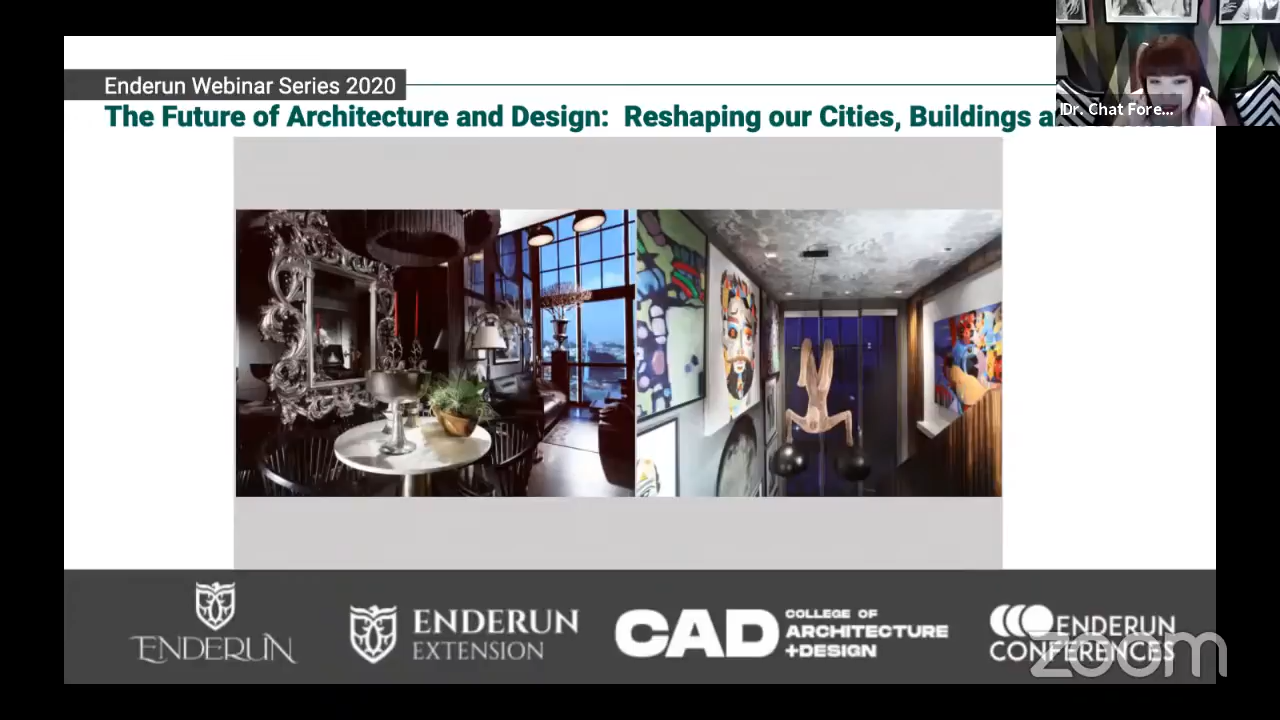 Enderun Webinar Series 2020
The Future of Architecture and Design: Reshaping our Cities, Buildings
Dr. Chat Fore...
ENDERUN
ENDERUN
EXTENSION
CAD
COLLEGE OF
ARCHITECTURE
+DESIGN
ENDERUN
CONFERENCES
zoom